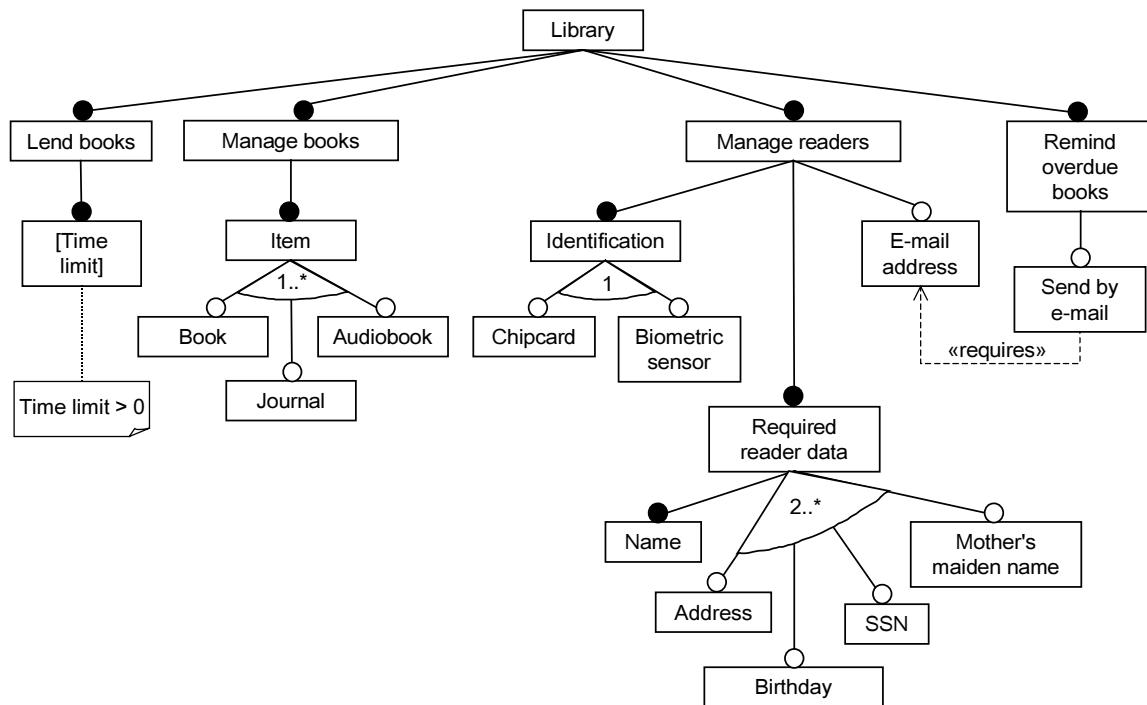 Library
Lend books
Manage books
Manage readers
Remind
overdue
books
[Time
limit]
Item
Identification
E-mail
address
Send by
e-mail
1..*
1
Book
Audiobook
Chipcard
Biometric
sensor
«requires»
Time limit > 0
Journal
Required
reader data
2..*
Name
Mother's
maiden name
Address
SSN
Birthday